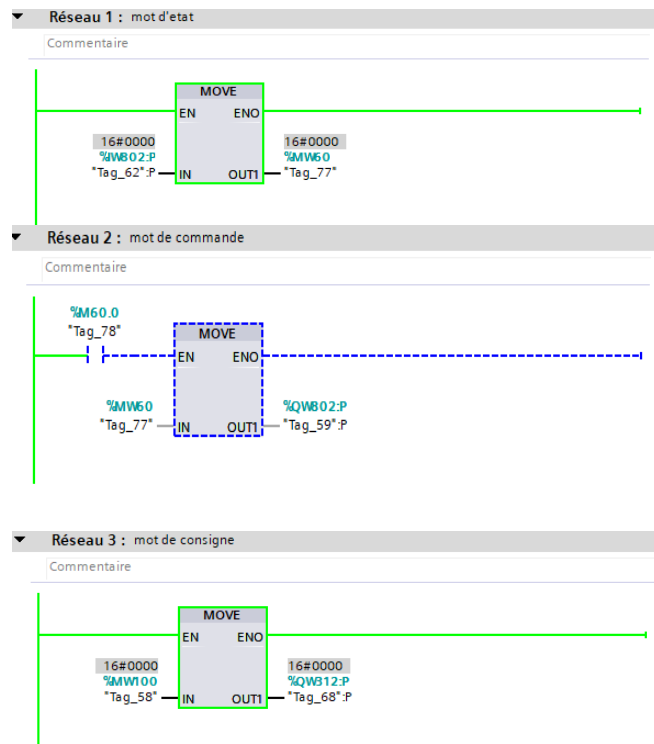 Réseau 1 : mot d'etat
Commentaire
MOVE
EN ENO
16#0000 16#0000
%IW802:P %MW60
"Tag_62":P IN OUT1 "Tag_77"
Réseau 2 : mot de commande
Commentaire
%M60.0
"Tag_78"
MOVE
EN ENO
%MW60 %QW802:P
"Tag_77" IN OUT1 "Tag_59":P
Réseau 3 : mot de consigne
Commentaire
MOVE
EN ENO
16#0000 16#0000
%MW100 %QW312:P
"Tag_58" IN OUT1 "Tag_68":P